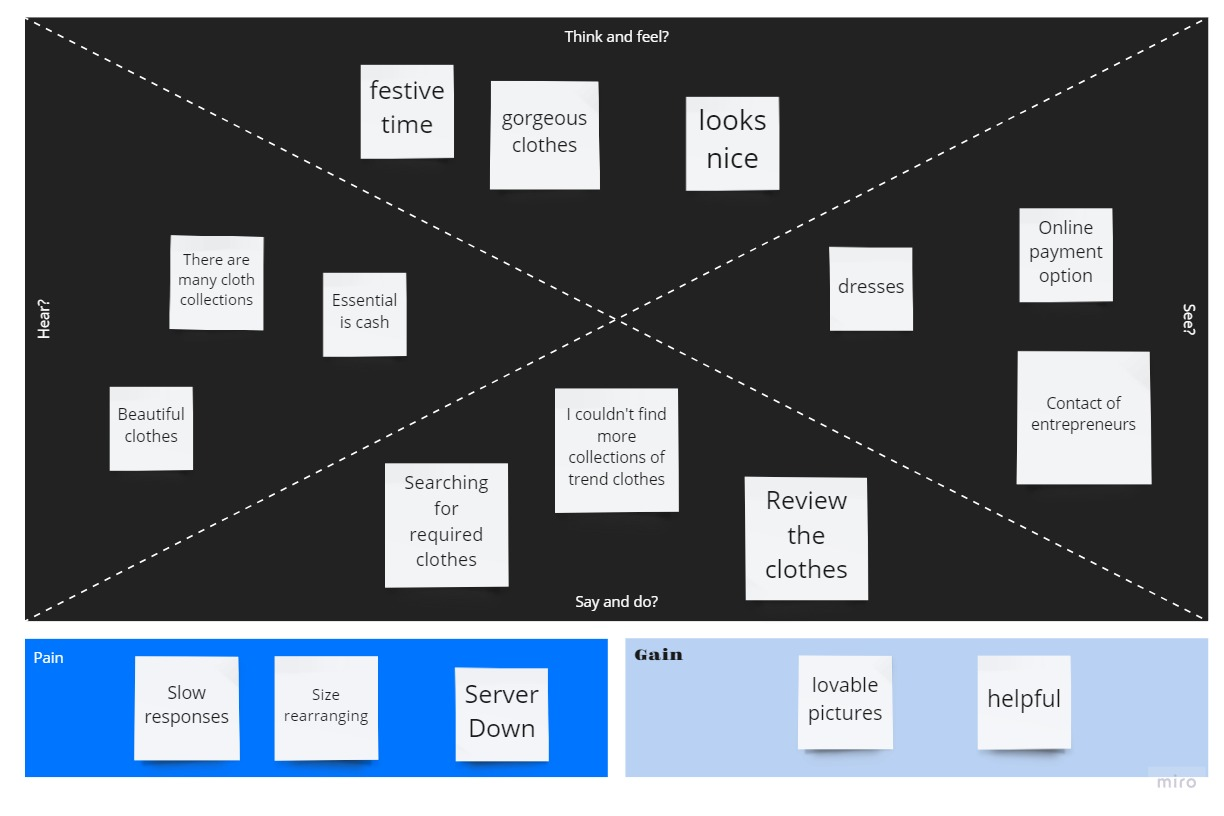 Think and feel?
festive
time
gorgeous
clothes
looks
nice
Hear?
There are
many cloth
collections
Essential
is cash
Beautiful
clothes
dresses
Online
payment
option
Contact of
entrepreneurs
See?
Searching
for
required
clothes
I couldn't find
more
collections of
trend clothes
Review
the
clothes
Say and do?
Pain
Slow
responses
Size
rearranging
Server
Down
Gain
lovable
pictures
helpful
miro